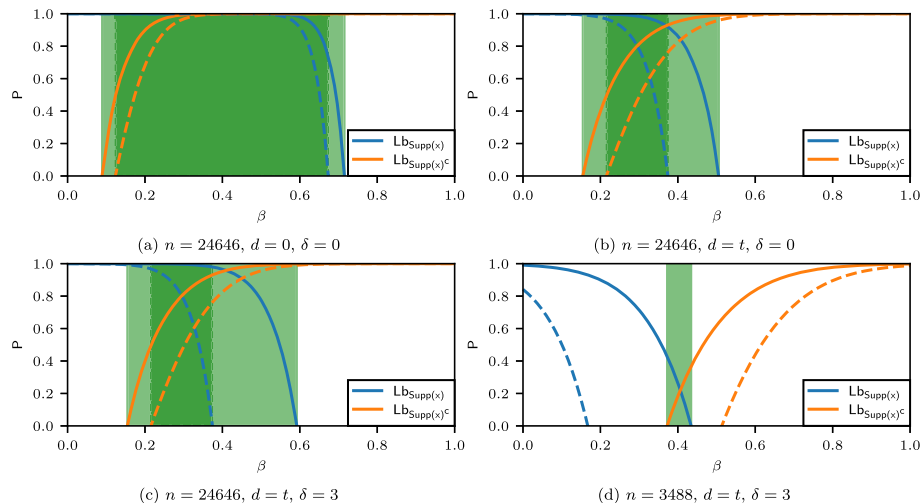 1.0
0.8
0.6
0.4
0.2
0.0
P
0.0 0.2 0.4 0.6 0.8 1.0
β
Lb_Supp(x)
Lb_Supp(x)^c
(a) n = 24646, d = 0, δ = 0
1.0
0.8
0.6
0.4
0.2
0.0
P
0.0 0.2 0.4 0.6 0.8 1.0
β
Lb_Supp(x)
Lb_Supp(x)^c
(b) n = 24646, d = t, δ = 0
1.0
0.8
0.6
0.4
0.2
0.0
P
0.0 0.2 0.4 0.6 0.8 1.0
β
Lb_Supp(x)
Lb_Supp(x)^c
(c) n = 24646, d = t, δ = 3
1.0
0.8
0.6
0.4
0.2
0.0
P
0.0 0.2 0.4 0.6 0.8 1.0
β
Lb_Supp(x)
Lb_Supp(x)^c
(d) n = 3488, d = t, δ = 3